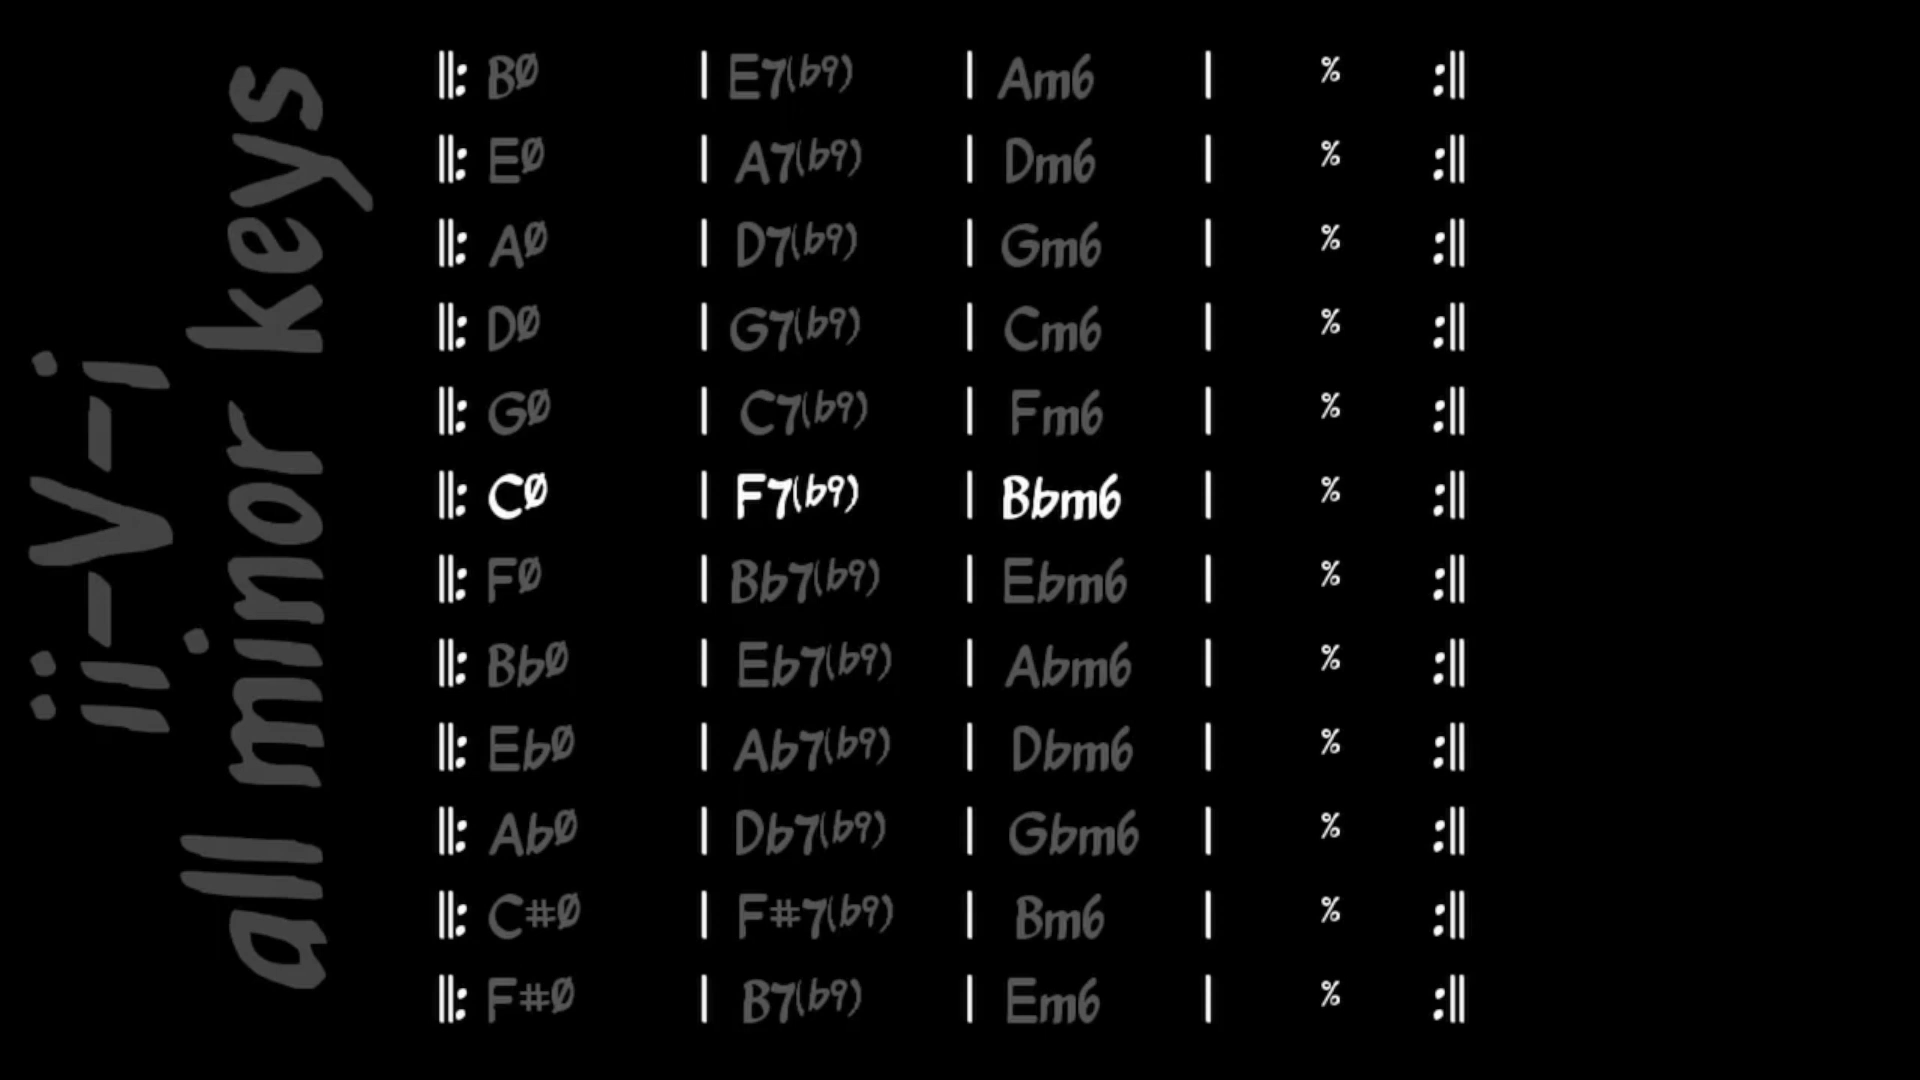 ii-V-i
all minor keys
||: Bø | E7(b9) | Am6 | % :||
||: Eø | A7(b9) | Dm6 | % :||
||: Aø | D7(b9) | Gm6 | % :||
||: Dø | G7(b9) | Cm6 | % :||
||: Gø | C7(b9) | Fm6 | % :||
||: Cø | F7(b9) | Bbm6 | % :||
||: Fø | Bb7(b9) | Ebm6 | % :||
||: Bbø | Eb7(b9) | Abm6 | % :||
||: Ebø | Ab7(b9) | Dbm6 | % :||
||: Abø | Db7(b9) | Gbm6 | % :||
||: C#ø | F#7(b9) | Bm6 | % :||
||: F#ø | B7(b9) | Em6 | % :||